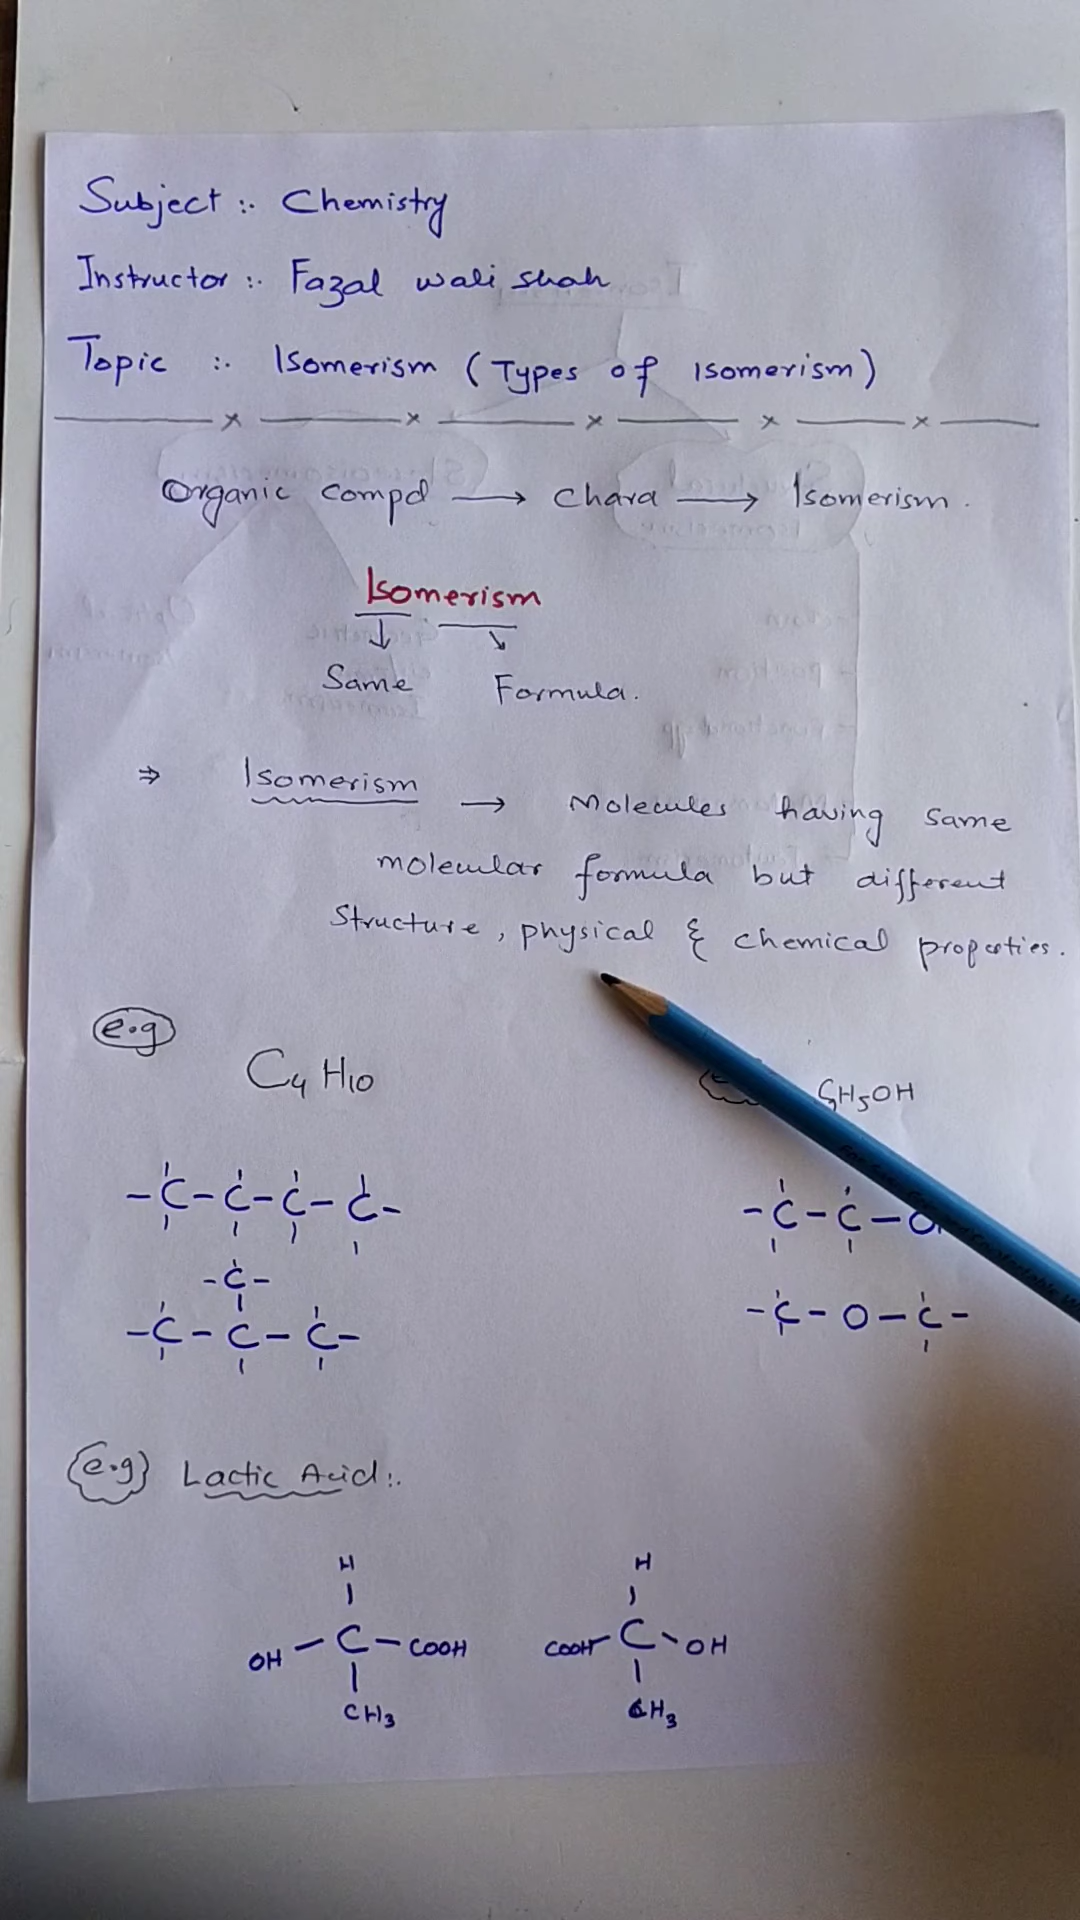 Subject :. Chemistry
Instructor :. Fazal wali shah
Topic :. Isomerism (Types of Isomerism)
Organic compd → Chara → Isomerism.
Isomerism
Same Formula.
⇒ Isomerism → Molecules having same
molecular formula but different
Structure, physical & chemical properties.
e.g
C4H10 C2H5OH
-C-C-C-C-
-C-C-
-C-
-C-C-C-
-C-O-C-
(e.g) Lactic Acid:.
H H
OH-C-COOH COOH-C-OH
CH3 CH3